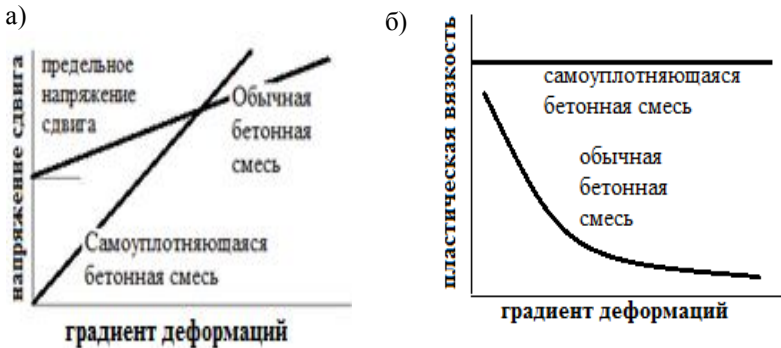 а)
напряжение сдвига
предельное
напряжение
сдвига
Обычная
бетонная
смесь
Самоуплотняющаяся
бетонная смесь
градиент деформаций
б)
пластическая вязкость
самоуплотняющаяся
бетонная смесь
обычная
бетонная
смесь
градиент деформаций